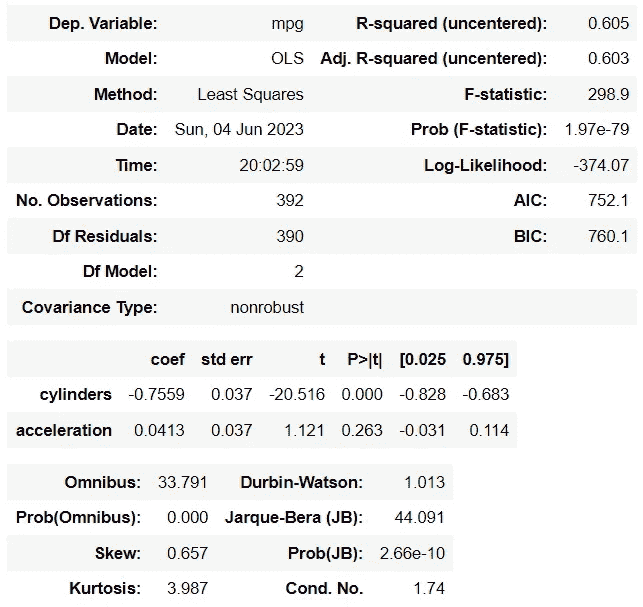 Dep. Variable: mpg R-squared (uncentered): 0.605
Model: OLS Adj. R-squared (uncentered): 0.603
Method: Least Squares F-statistic: 298.9
Date: Sun, 04 Jun 2023 Prob (F-statistic): 1.97e-79
Time: 20:02:59 Log-Likelihood: -374.07
No. Observations: 392 AIC: 752.1
Df Residuals: 390 BIC: 760.1
Df Model: 2
Covariance Type: nonrobust
coef std err t P>|t| [0.025 0.975]
cylinders -0.7559 0.037 -20.516 0.000 -0.828 -0.683
acceleration 0.0413 0.037 1.121 0.263 -0.031 0.114
Omnibus: 33.791 Durbin-Watson: 1.013
Prob(Omnibus): 0.000 Jarque-Bera (JB): 44.091
Skew: 0.657 Prob(JB): 2.66e-10
Kurtosis: 3.987 Cond. No. 1.74